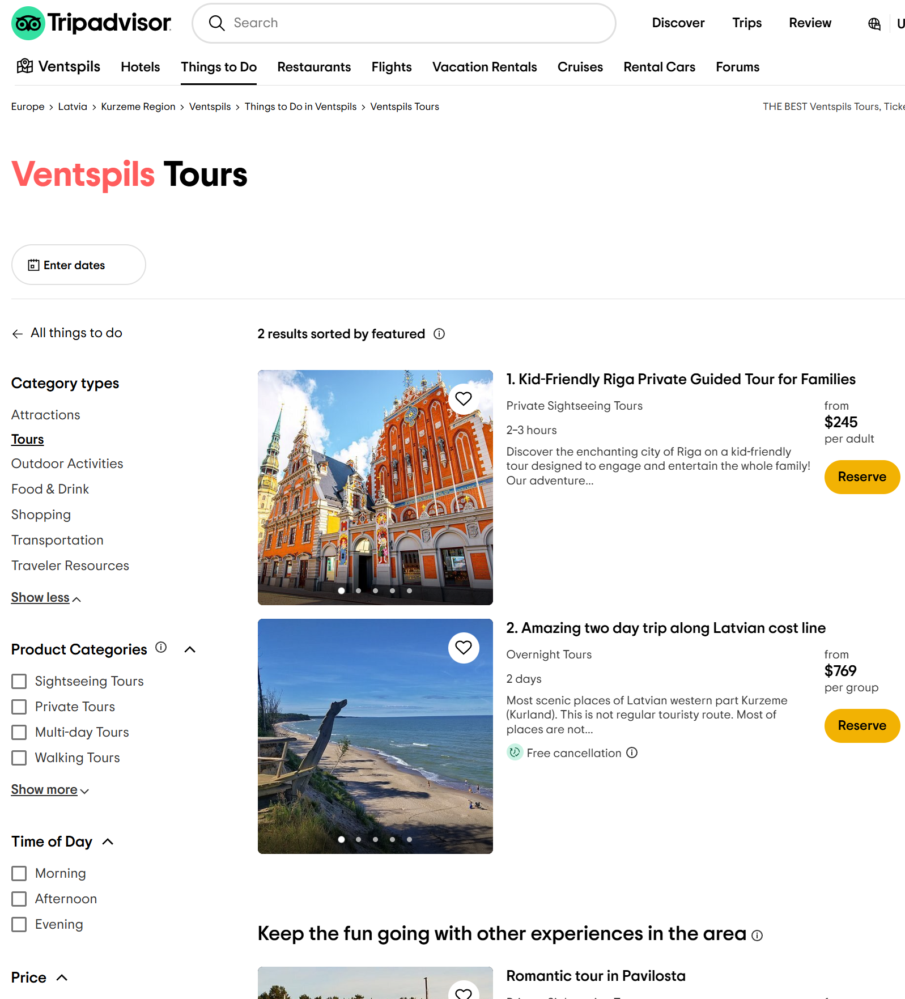 Tripadvisor
Search
Discover
Trips
Review
Ventspils
Hotels
Things to Do
Restaurants
Flights
Vacation Rentals
Cruises
Rental Cars
Forums
Europe › Latvia › Kurzeme Region › Ventspils › Things to Do in Ventspils › Ventspils Tours
THE BEST Ventspils Tours,
Ventspils Tours
Enter dates
All things to do
Category types
Attractions
Tours
Outdoor Activities
Food & Drink
Shopping
Transportation
Traveler Resources
Show less
Product Categories
Sightseeing Tours
Private Tours
Multi-day Tours
Walking Tours
Show more
Time of Day
Morning
Afternoon
Evening
Price
2 results sorted by featured
1. Kid-Friendly Riga Private Guided Tour for Families
Private Sightseeing Tours
2–3 hours
Discover the enchanting city of Riga on a kid-friendly
tour designed to engage and entertain the whole family!
Our adventure...
from
$245
per adult
Reserve
2. Amazing two day trip along Latvian cost line
Overnight Tours
2 days
Most scenic places of Latvian western part Kurzeme
(Kurland). This is not regular touristy route. Most of
places are not...
Free cancellation
from
$769
per group
Reserve
Keep the fun going with other experiences in the area
Romantic tour in Pavilosta